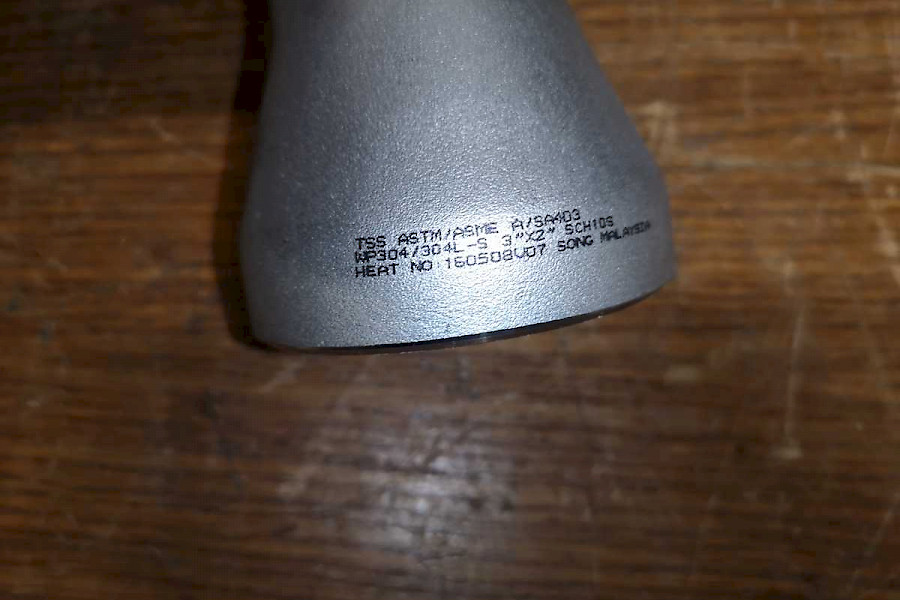 TSS ASTM/ASME A/SA403
WP304/304L-S 3"X2" SCH10S
HEAT NO:160508V07 SONG MALAYSIA